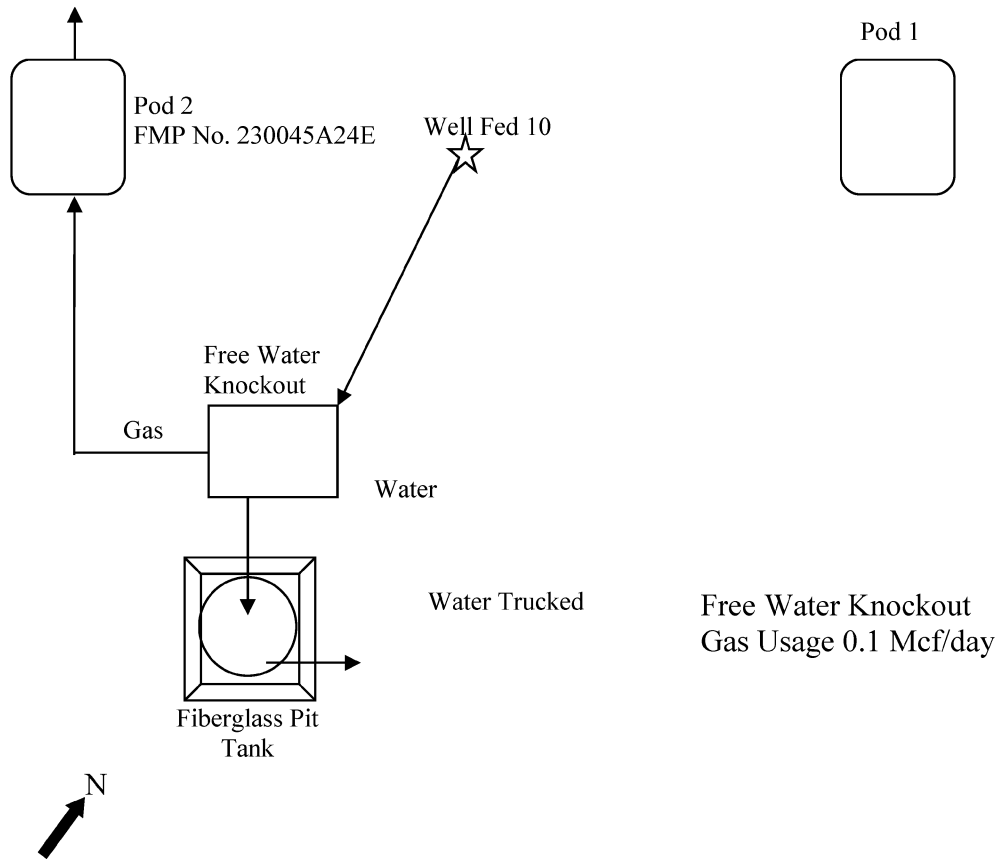 Pod 1
Pod 2
FMP No. 230045A24E
Well Fed 10
Free Water
Knockout
Gas
Water
Water Trucked
Free Water Knockout
Gas Usage 0.1 Mcf/day
Fiberglass Pit
Tank
N